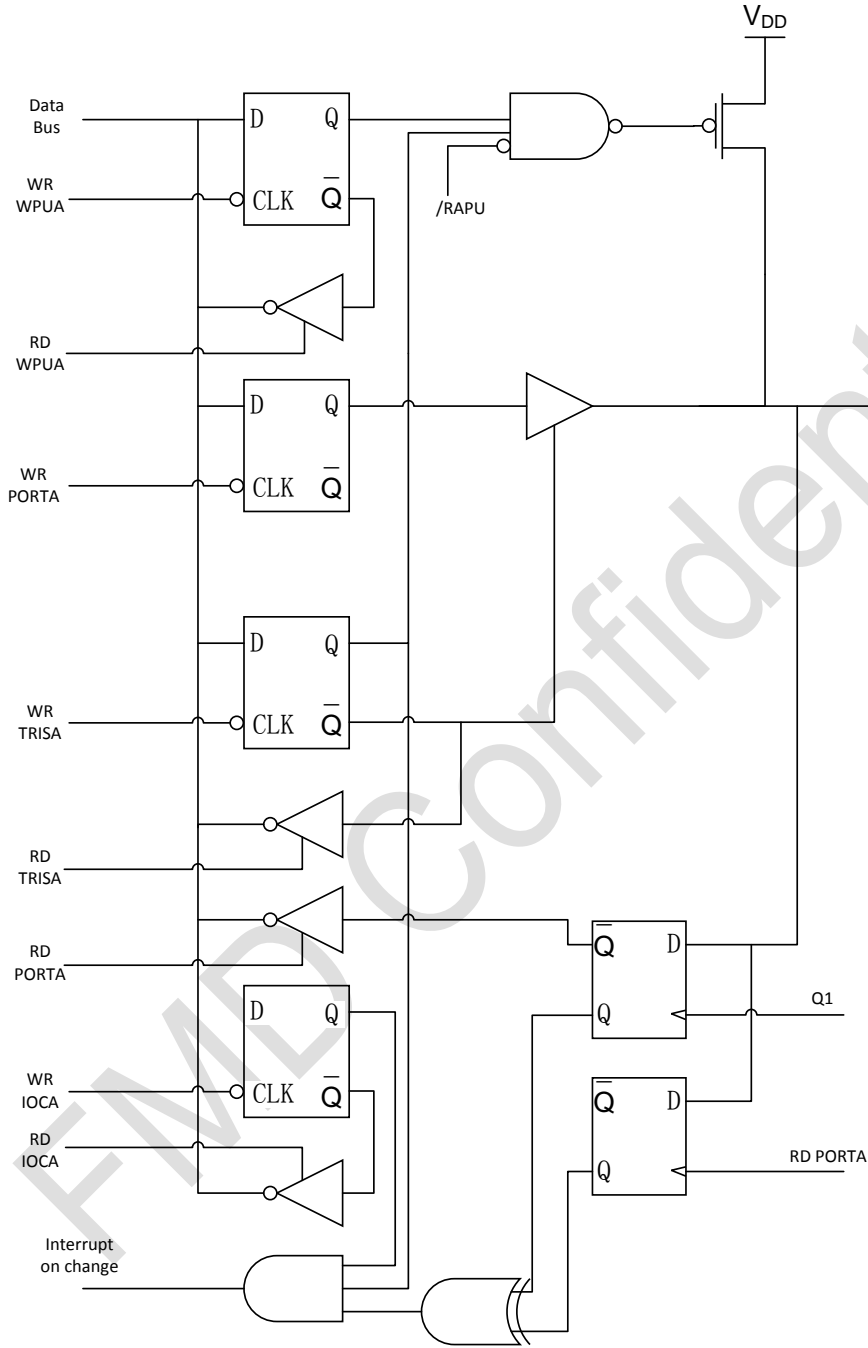 VDD
Data
Bus
D Q
WR
WPUA
CLK Q
/RAPU
RD
WPUA
D Q
WR
PORTA
CLK Q
D Q
WR
TRISA
CLK Q
RD
TRISA
RD
PORTA
Q D
Q
Q1
D Q
WR
IOCA
CLK Q
RD
IOCA
Q D
Q
RD PORTA
Interrupt
on change
FMD Confident